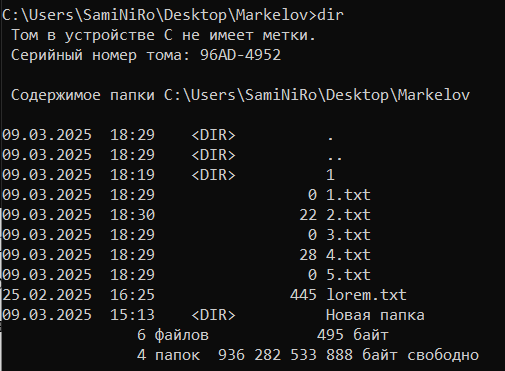 C:\Users\SamiNiRo\Desktop\Markelov>dir
Том в устройстве C не имеет метки.
Серийный номер тома: 96AD-4952
Содержимое папки C:\Users\SamiNiRo\Desktop\Markelov
09.03.2025  18:29    <DIR>          .
09.03.2025  18:29    <DIR>          ..
09.03.2025  18:19    <DIR>          1
09.03.2025  18:29                 0 1.txt
09.03.2025  18:30                22 2.txt
09.03.2025  18:29                 0 3.txt
09.03.2025  18:29                28 4.txt
09.03.2025  18:29                 0 5.txt
25.02.2025  16:25               445 lorem.txt
09.03.2025  15:13    <DIR>          Новая папка
6 файлов            495 байт
4 папок  936 282 533 888 байт свободно